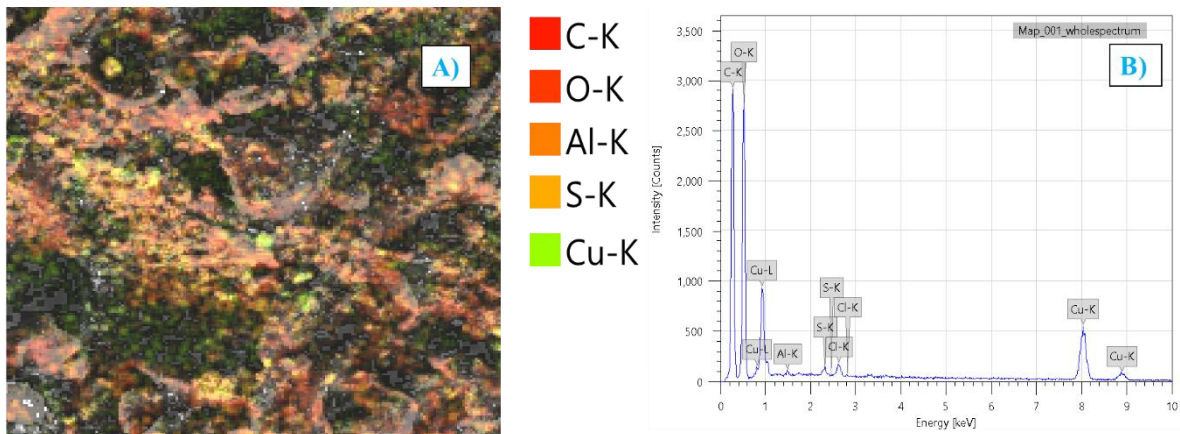 A)
C-K
O-K
Al-K
S-K
Cu-K
Map_001_wholespectrum
B)
3,500
3,000
2,500
2,000
1,500
1,000
500
0
Intensity [Counts]
O-K
C-K
Cu-L
Cu-L
Al-K
S-K
S-K
Cl-K
Cl-K
Cu-K
Cu-K
0 1 2 3 4 5 6 7 8 9 10
Energy [keV]